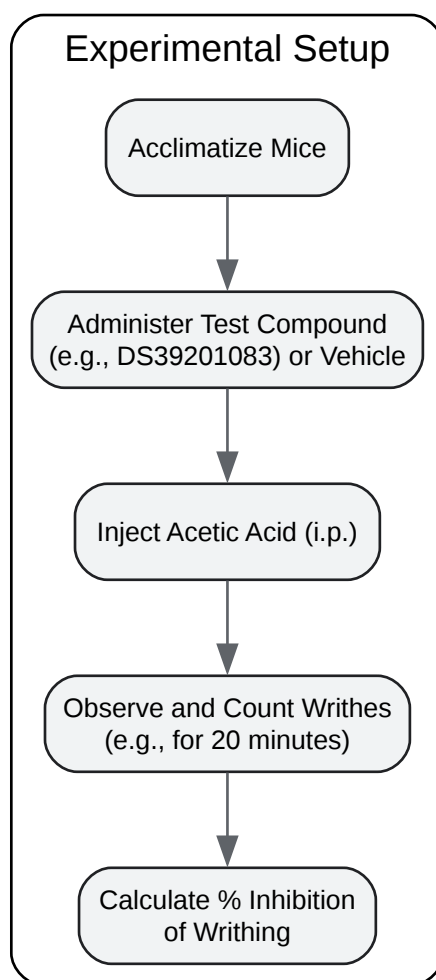 Experimental Setup
Acclimatize Mice
Administer Test Compound
(e.g., DS39201083) or Vehicle
Inject Acetic Acid (i.p.)
Observe and Count Writhes
(e.g., for 20 minutes)
Calculate % Inhibition
of Writhing